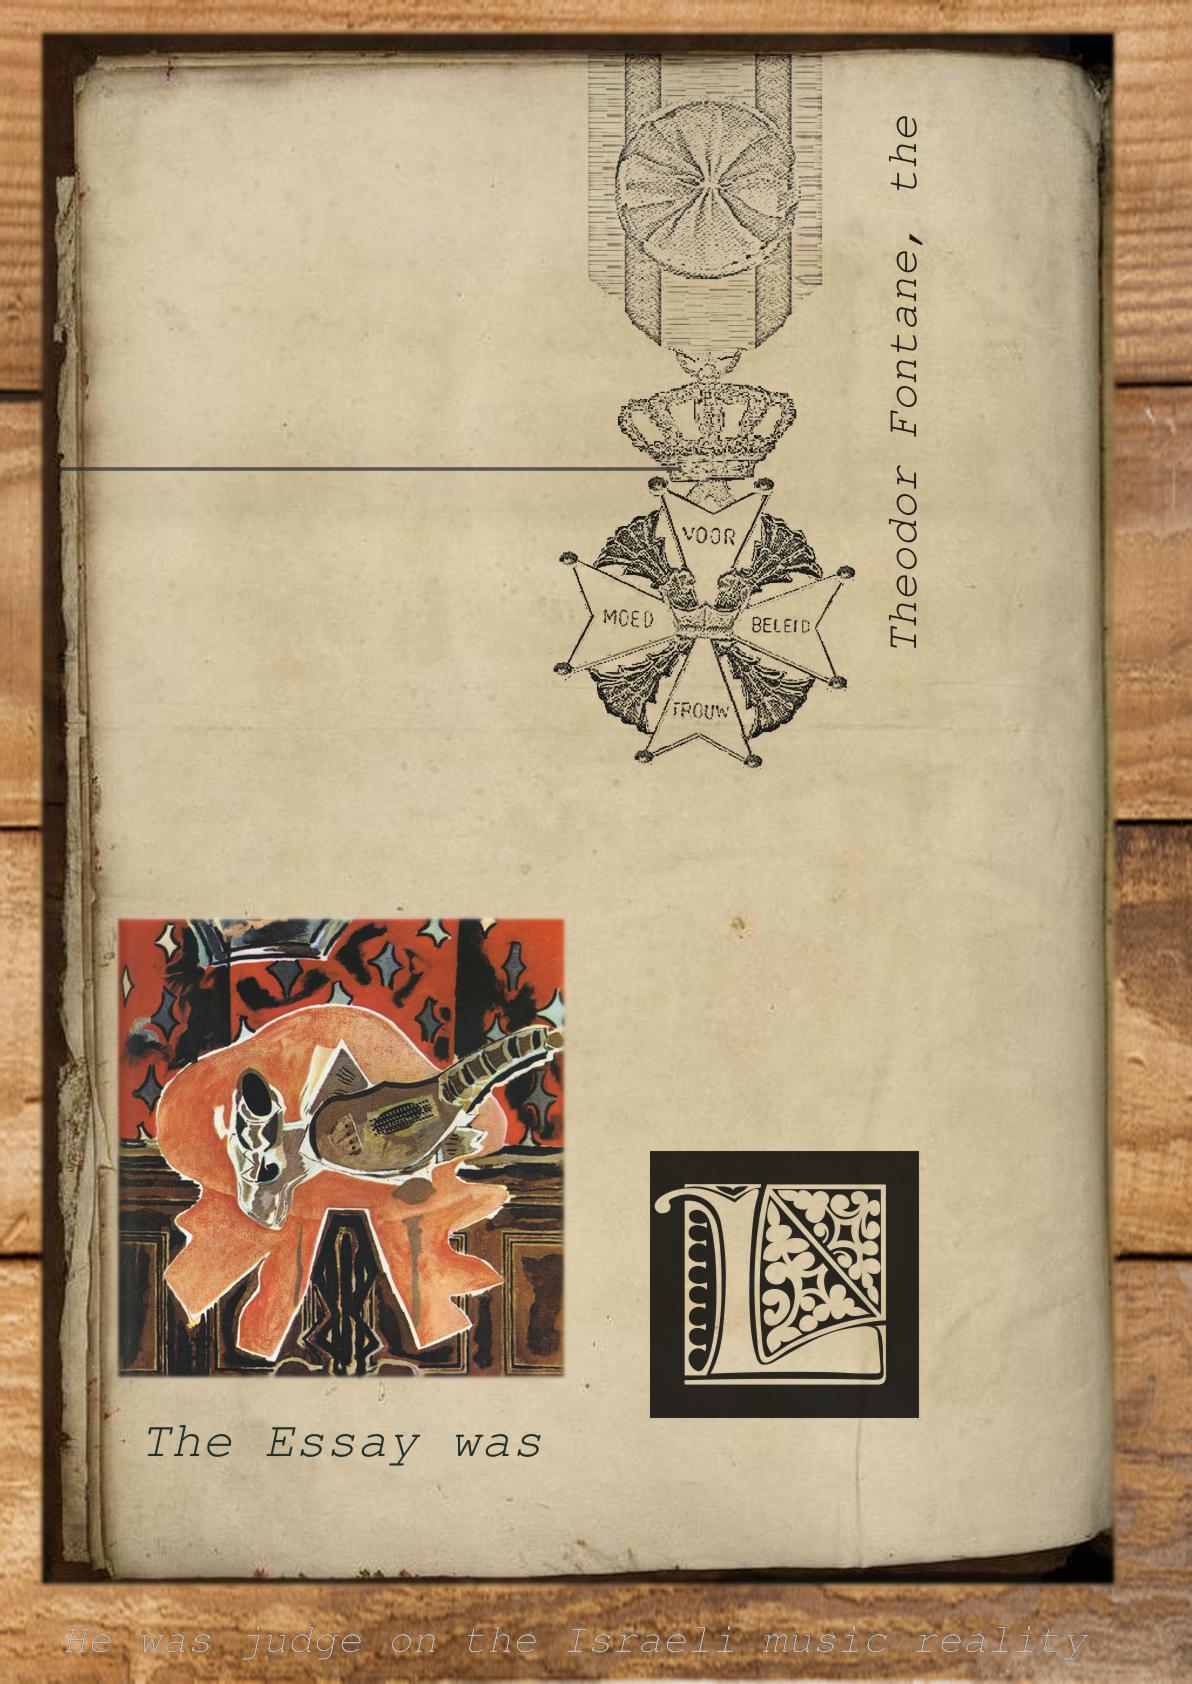 Theodor Fontane, the
VOOR
MOED BELEID
TROUW
L
The Essay was
He was judge on the Israeli music reality